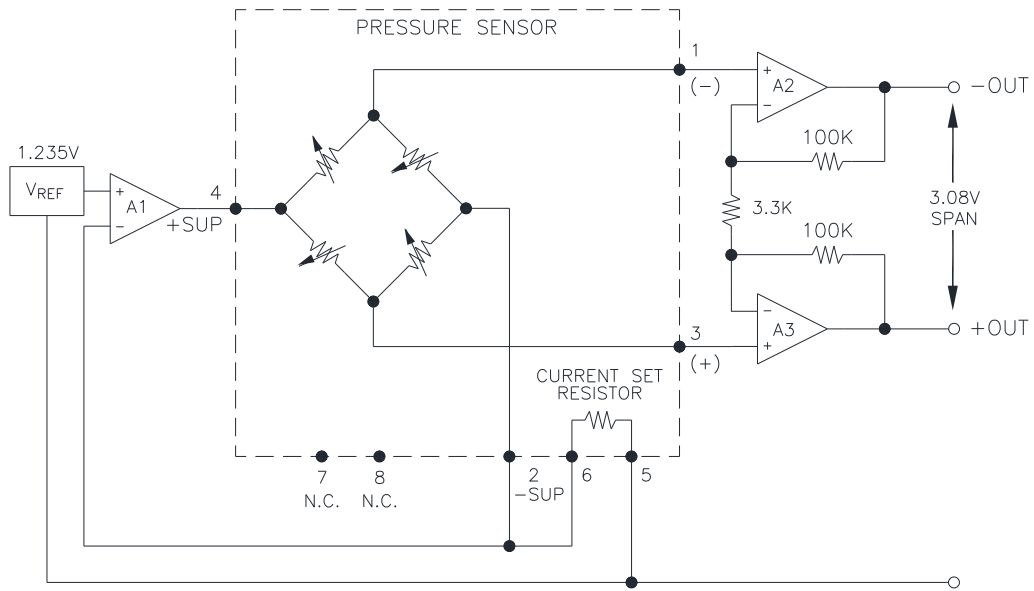 PRESSURE SENSOR
1
(-)
+
A2
-
-OUT
1.235V
VREF
+
A1
-
4
+SUP
100K
3.3K
3.08V
SPAN
100K
-
A3
+
+OUT
3
(+)
CURRENT SET
RESISTOR
7
N.C.
8
N.C.
2
-SUP
6
5